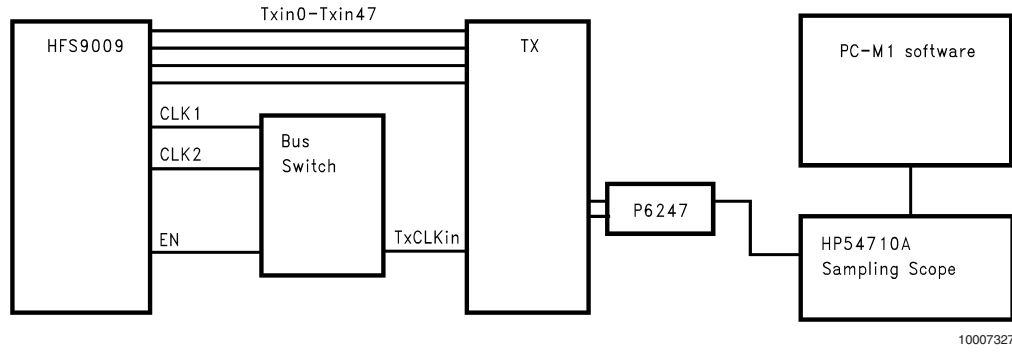 Txin0-Txin47
HFS9009
TX
PC-M1 software
CLK1
Bus
Switch
CLK2
P6247
EN
TxCLKin
HP54710A
Sampling Scope
10007327